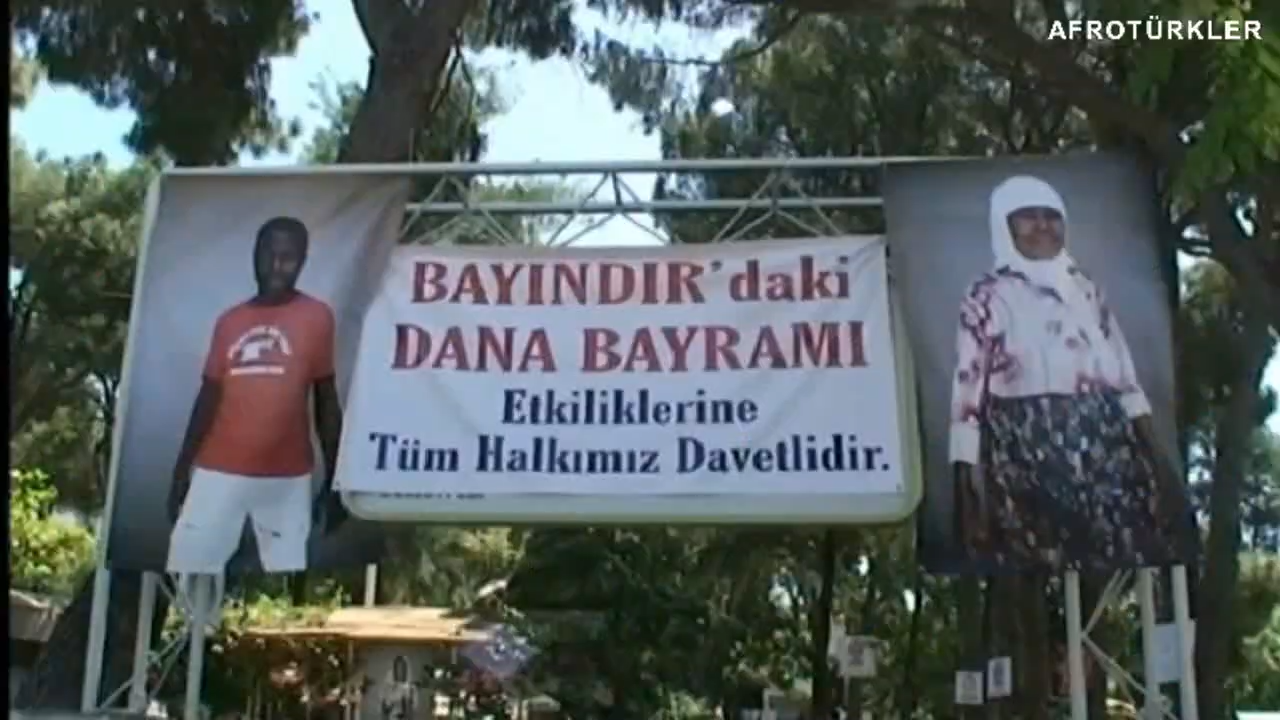 AFROTÜRKLER
BAYINDIR'daki
DANA BAYRAMI
Etkiliklerine
Tüm Halkımız Davetlidir.